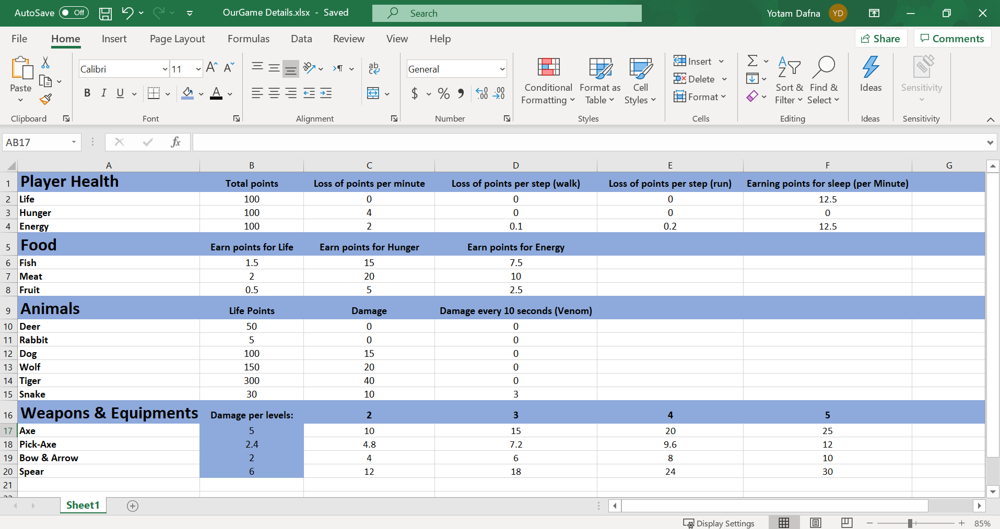 AutoSave Off OurGame Details.xlsx - Saved Search Yotam Dafna YD
File Home Insert Page Layout Formulas Data Review View Help Share Comments
Paste Calibri 11 General Conditional Formatting Format as Table Cell Styles Insert Delete Format Sort & Filter Find & Select Ideas Sensitivity
Clipboard Font Alignment Number Styles Cells Editing Ideas Sensitivity
AB17 fx
A B C D E F G
1 Player Health Total points Loss of points per minute Loss of points per step (walk) Loss of points per step (run) Earning points for sleep (per Minute)
2 Life 100 0 0 0 12.5
3 Hunger 100 4 0 0 0
4 Energy 100 2 0.1 0.2 12.5
5 Food Earn points for Life Earn points for Hunger Earn points for Energy
6 Fish 1.5 15 7.5
7 Meat 2 20 10
8 Fruit 0.5 5 2.5
9 Animals Life Points Damage Damage every 10 seconds (Venom)
10 Deer 50 0 0
11 Rabbit 5 0 0
12 Dog 100 15 0
13 Wolf 150 20 0
14 Tiger 300 40 0
15 Snake 30 10 3
16 Weapons & Equipments Damage per levels: 2 3 4 5
17 Axe 5 10 15 20 25
18 Pick-Axe 2.4 4.8 7.2 9.6 12
19 Bow & Arrow 2 4 6 8 10
20 Spear 6 12 18 24 30
21
Sheet1
Display Settings 85%